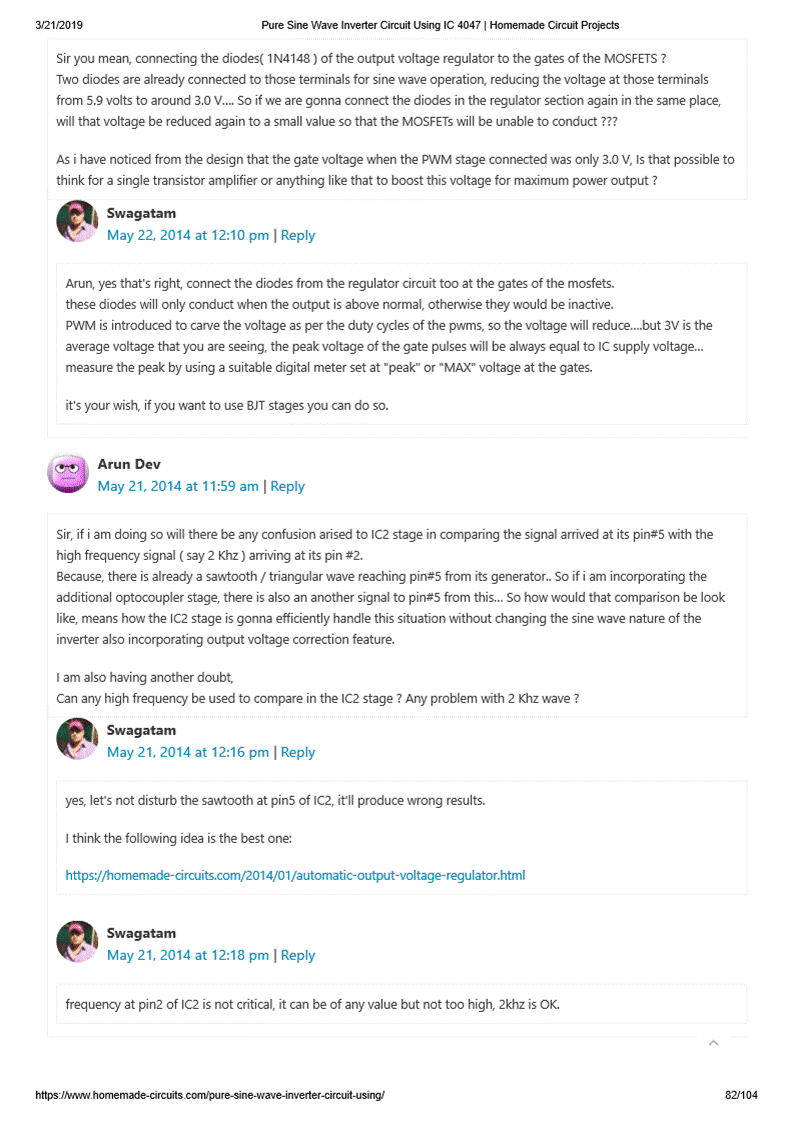 3/21/2019 Pure Sine Wave Inverter Circuit Using IC 4047 | Homemade Circuit Projects
Sir you mean, connecting the diodes( 1N4148 ) of the output voltage regulator to the gates of the MOSFETS ?
Two diodes are already connected to those terminals for sine wave operation, reducing the voltage at those terminals
from 5.9 volts to around 3.0 V.... So if we are gonna connect the diodes in the regulator section again in the same place,
will that voltage be reduced again to a small value so that the MOSFETs will be unable to conduct ???
As i have noticed from the design that the gate voltage when the PWM stage connected was only 3.0 V, Is that possible to
think for a single transistor amplifier or anything like that to boost this voltage for maximum power output ?
Swagatam
May 22, 2014 at 12:10 pm | Reply
Arun, yes that's right, connect the diodes from the regulator circuit too at the gates of the mosfets.
these diodes will only conduct when the output is above normal, otherwise they would be inactive.
PWM is introduced to carve the voltage as per the duty cycles of the pwms, so the voltage will reduce....but 3V is the
average voltage that you are seeing, the peak voltage of the gate pulses will be always equal to IC supply voltage...
measure the peak by using a suitable digital meter set at "peak" or "MAX" voltage at the gates.
it's your wish, if you want to use BJT stages you can do so.
Arun Dev
May 21, 2014 at 11:59 am | Reply
Sir, if i am doing so will there be any confusion arised to IC2 stage in comparing the signal arrived at its pin#5 with the
high frequency signal ( say 2 Khz ) arriving at its pin #2.
Because, there is already a sawtooth / triangular wave reaching pin#5 from its generator.. So if i am incorporating the
additional optocoupler stage, there is also an another signal to pin#5 from this... So how would that comparison be look
like, means how the IC2 stage is gonna efficiently handle this situation without changing the sine wave nature of the
inverter also incorporating output voltage correction feature.
I am also having another doubt,
Can any high frequency be used to compare in the IC2 stage ? Any problem with 2 Khz wave ?
Swagatam
May 21, 2014 at 12:16 pm | Reply
yes, let's not disturb the sawtooth at pin5 of IC2, it'll produce wrong results.
I think the following idea is the best one:
https://homemade-circuits.com/2014/01/automatic-output-voltage-regulator.html
Swagatam
May 21, 2014 at 12:18 pm | Reply
frequency at pin2 of IC2 is not critical, it can be of any value but not too high, 2khz is OK.
https://www.homemade-circuits.com/pure-sine-wave-inverter-circuit-using/ 82/104